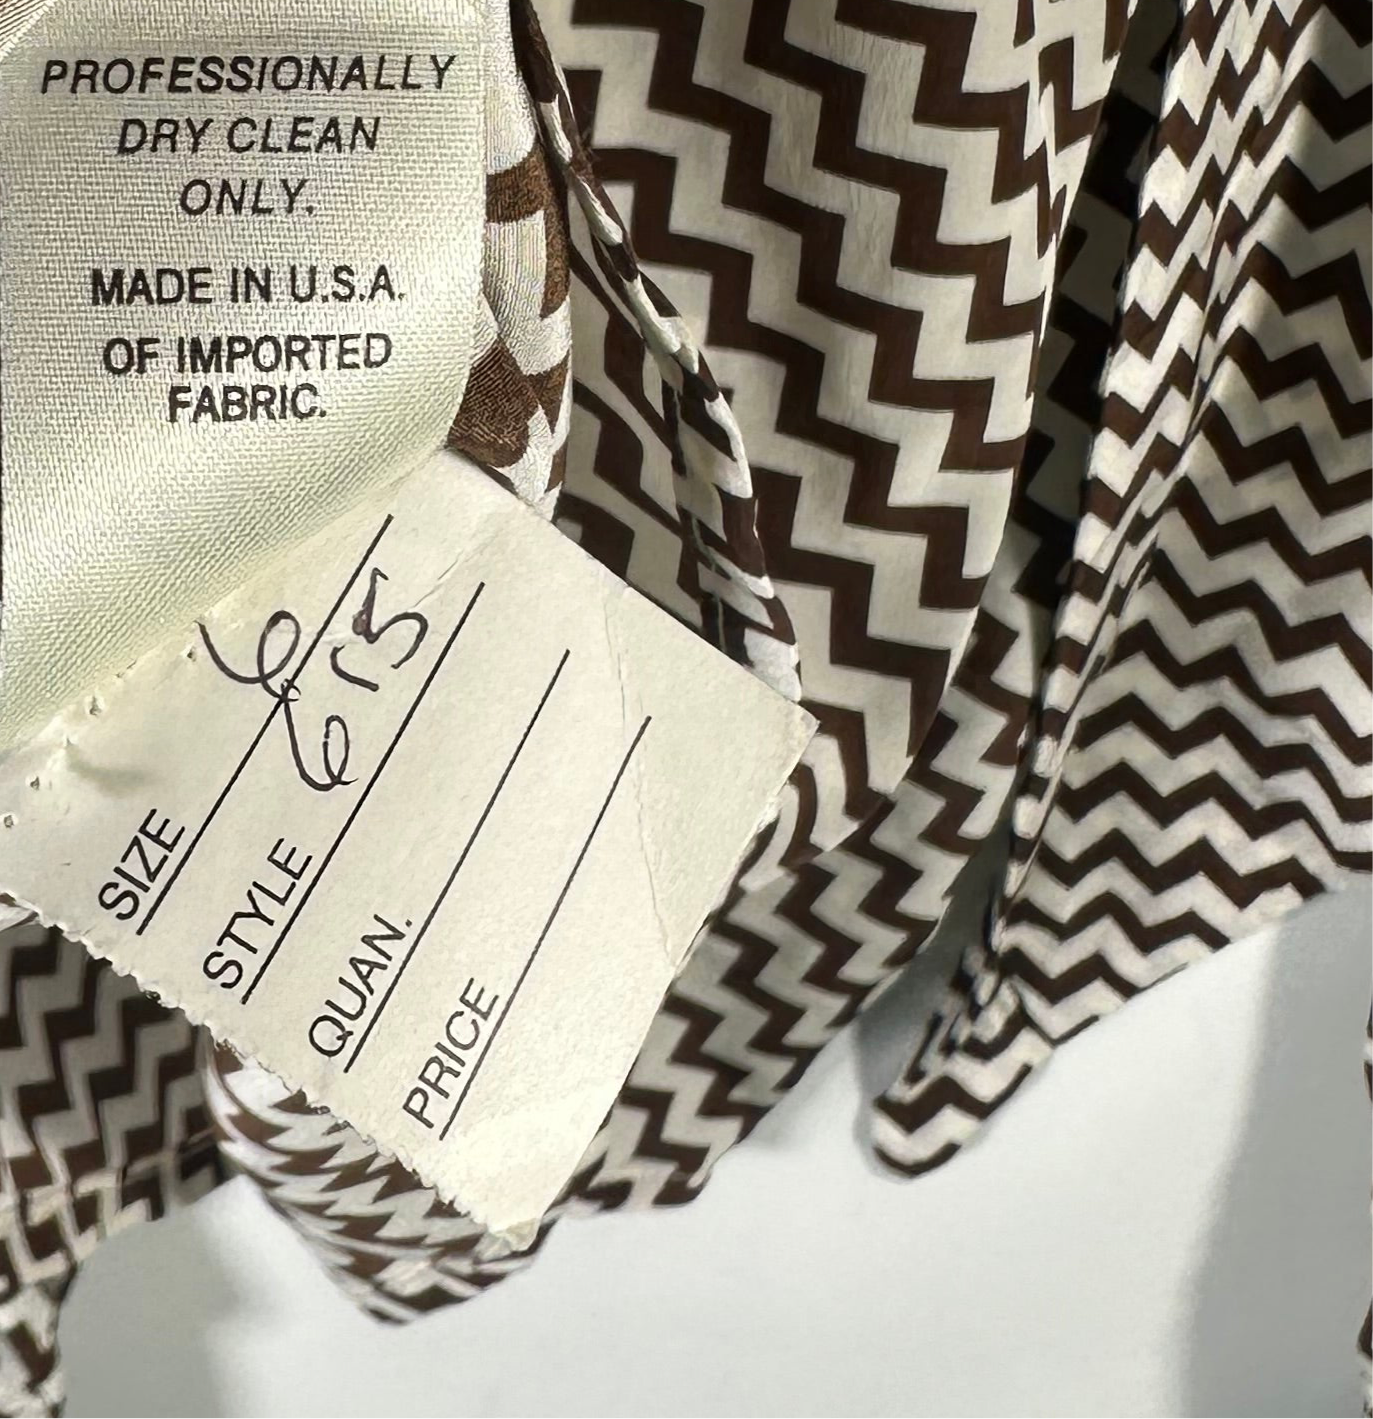 PROFESSIONALLY
DRY CLEAN
ONLY.
MADE IN U.S.A.
OF IMPORTED
FABRIC.
SIZE 6
STYLE 615
QUAN.
PRICE